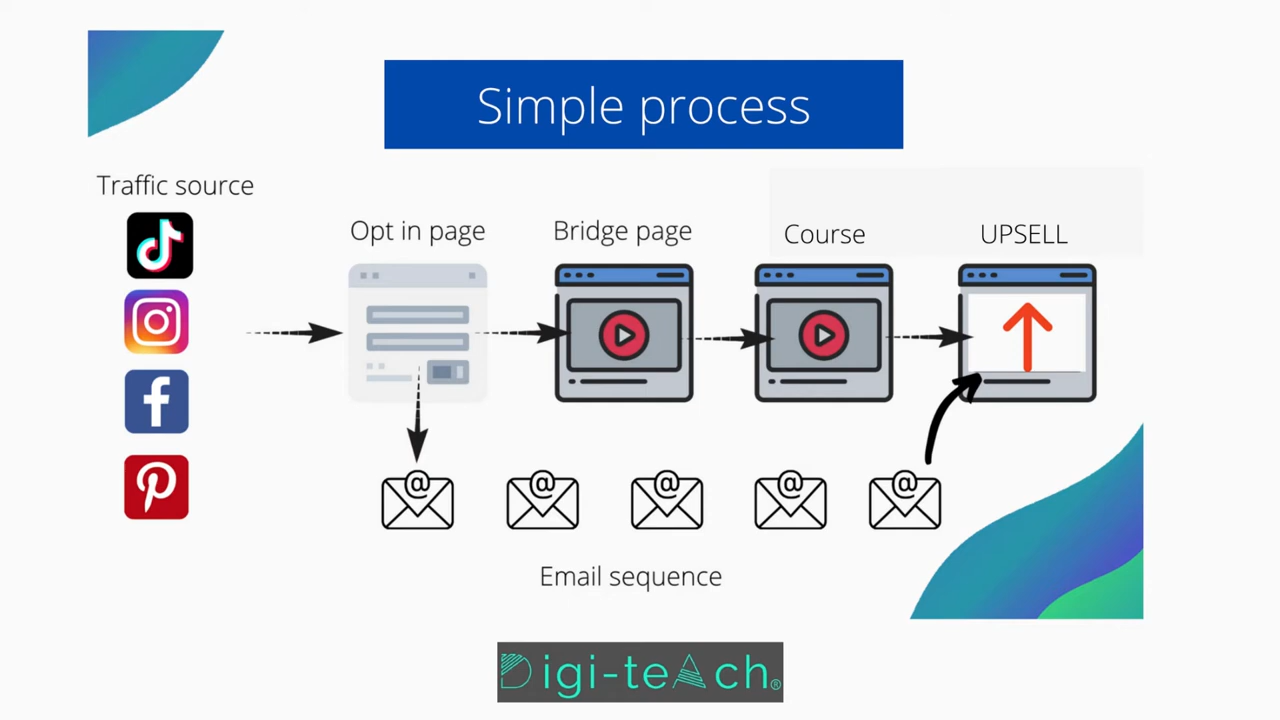 Simple process
Traffic source
Opt in page
Bridge page
Course
UPSELL
@
@
@
@
@
Email sequence
Digi-teAch®